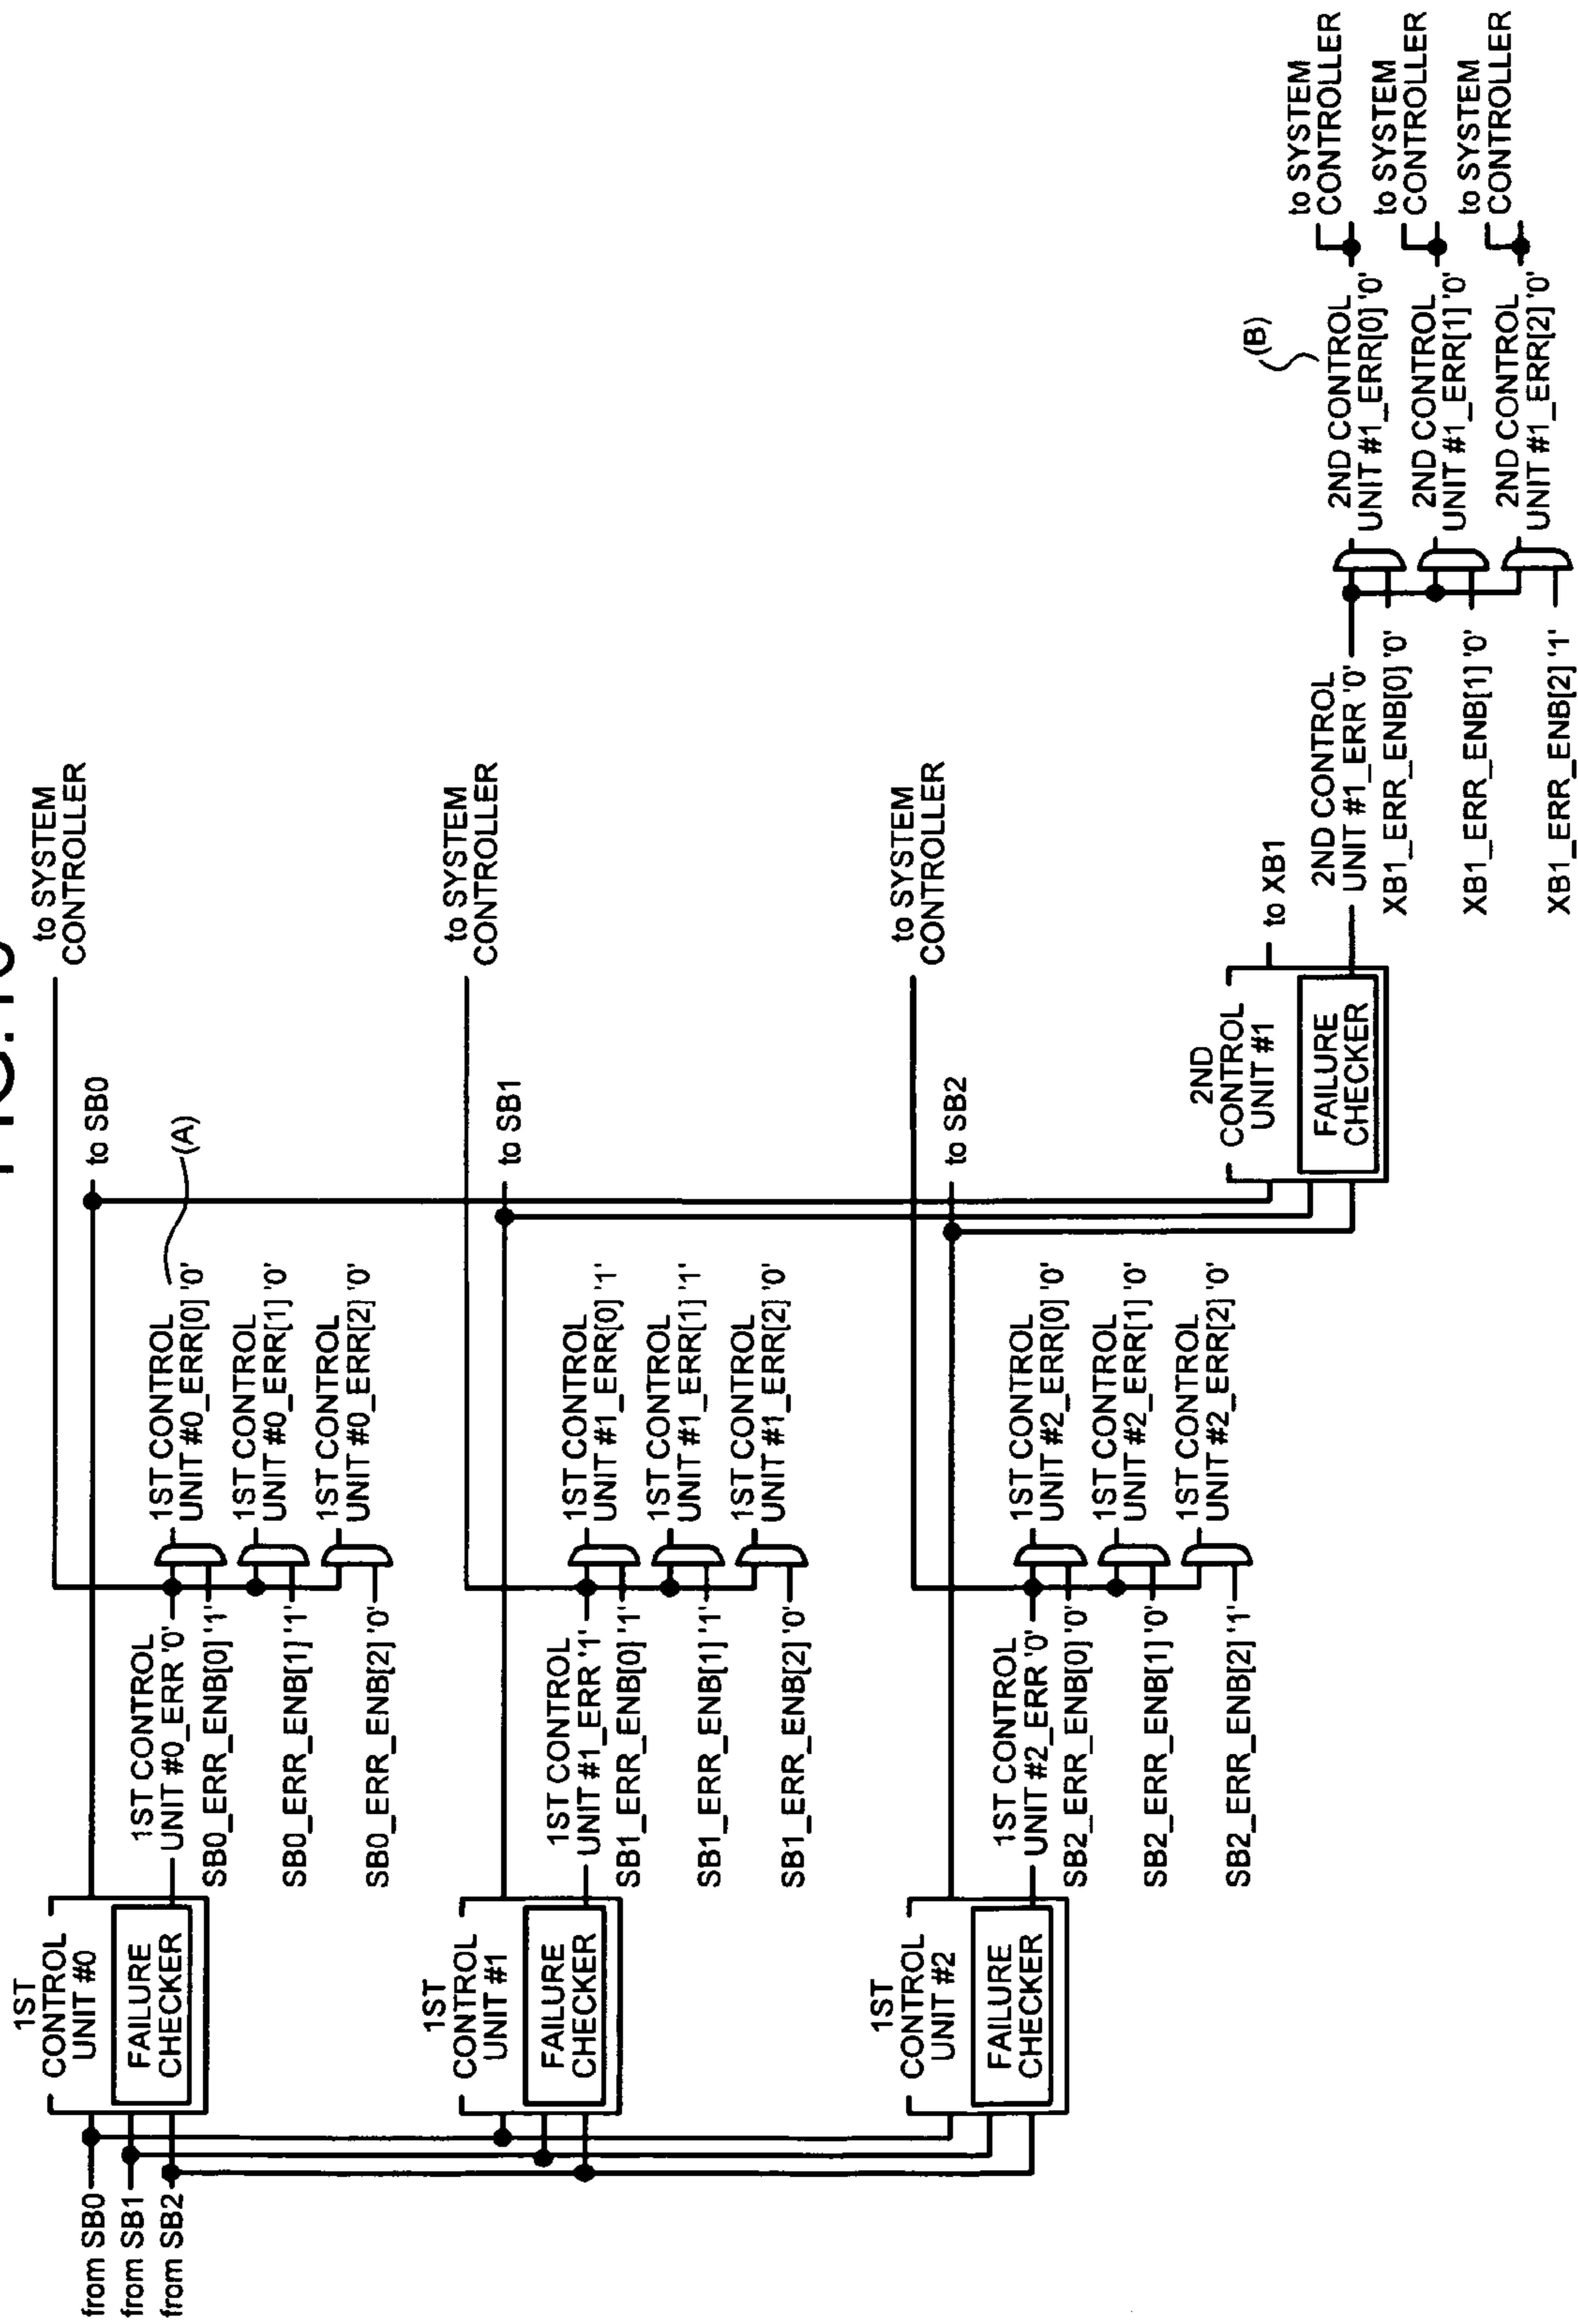 from SB0
from SB1
from SB2
1ST
CONTROL
UNIT #0
FAILURE
CHECKER
1ST CONTROL
UNIT #0_ERR '0'
SB0_ERR_ENB[0] '1'
SB0_ERR_ENB[1] '1'
SB0_ERR_ENB[2] '0'
1ST CONTROL
UNIT #0_ERR[0] '0'
1ST CONTROL
UNIT #0_ERR[1] '0'
1ST CONTROL
UNIT #0_ERR[2] '0'
(A)
to SB0
to SYSTEM
CONTROLLER
1ST
CONTROL
UNIT #1
FAILURE
CHECKER
1ST CONTROL
UNIT #1_ERR '1'
SB1_ERR_ENB[0] '1'
SB1_ERR_ENB[1] '1'
SB1_ERR_ENB[2] '0'
1ST CONTROL
UNIT #1_ERR[0] '1'
1ST CONTROL
UNIT #1_ERR[1] '1'
1ST CONTROL
UNIT #1_ERR[2] '0'
to SB1
to SYSTEM
CONTROLLER
1ST
CONTROL
UNIT #2
FAILURE
CHECKER
1ST CONTROL
UNIT #2_ERR '0'
SB2_ERR_ENB[0] '0'
SB2_ERR_ENB[1] '0'
SB2_ERR_ENB[2] '1'
1ST CONTROL
UNIT #2_ERR[0] '0'
1ST CONTROL
UNIT #2_ERR[1] '0'
1ST CONTROL
UNIT #2_ERR[2] '0'
to SB2
to SYSTEM
CONTROLLER
2ND
CONTROL
UNIT #1
FAILURE
CHECKER
to XB1
2ND CONTROL
UNIT #1_ERR '0'
XB1_ERR_ENB[0] '0'
XB1_ERR_ENB[1] '0'
XB1_ERR_ENB[2] '1'
(B)
2ND CONTROL
UNIT #1_ERR[0] '0'
2ND CONTROL
UNIT #1_ERR[1] '0'
2ND CONTROL
UNIT #1_ERR[2] '0'
to SYSTEM
CONTROLLER
to SYSTEM
CONTROLLER
to SYSTEM
CONTROLLER